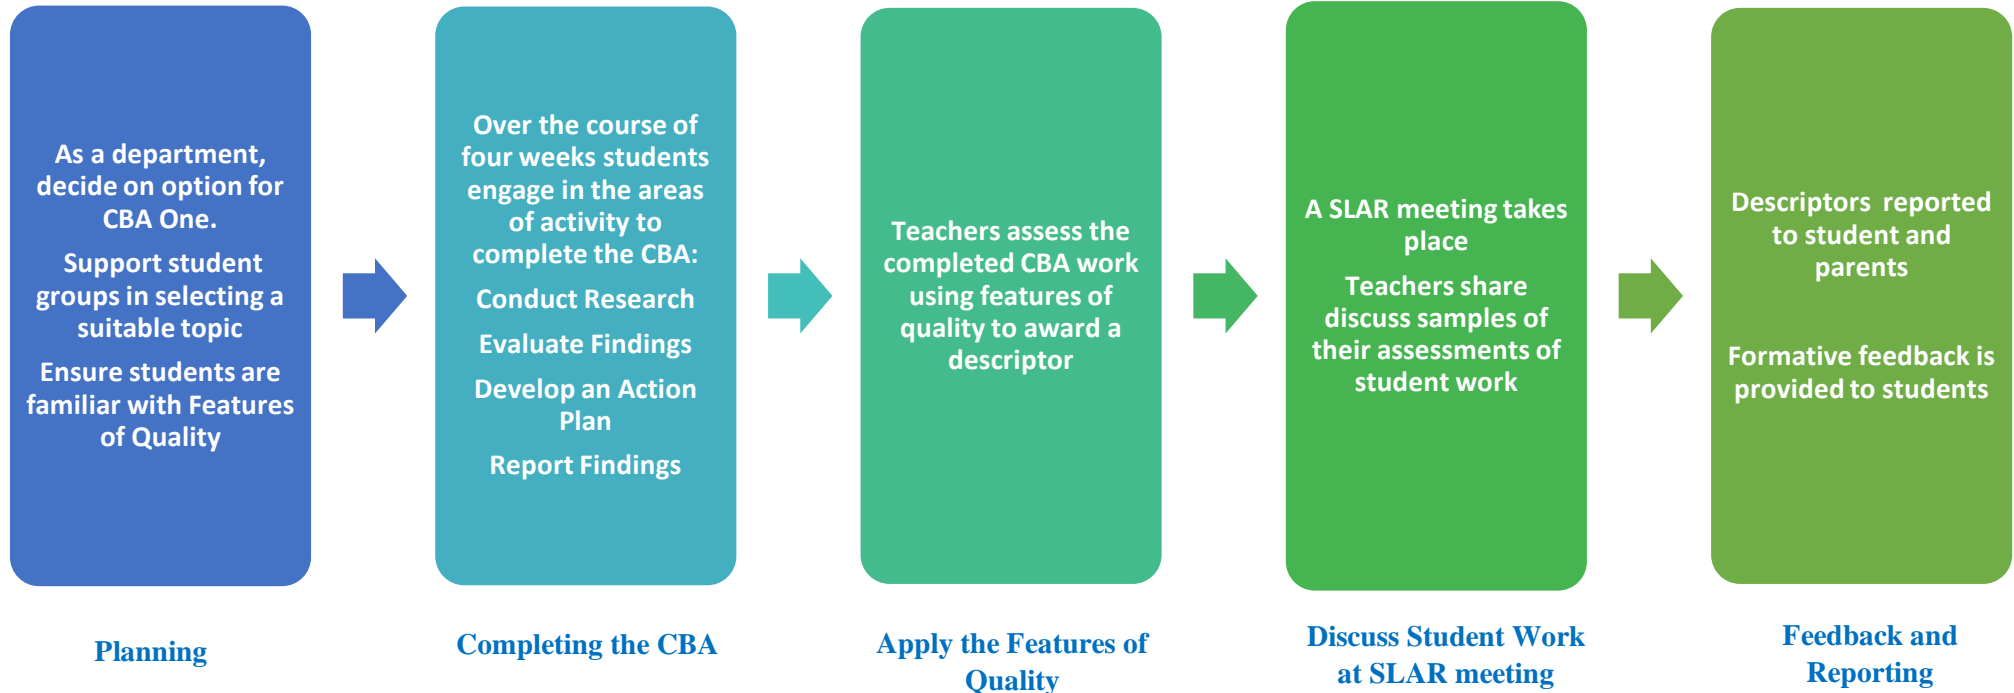 As a department,
decide on option for
CBA One.
Support student
groups in selecting a
suitable topic
Ensure students are
familiar with Features
of Quality
Planning
Over the course of
four weeks students
engage in the areas
of activity to
complete the CBA:
Conduct Research
Evaluate Findings
Develop an Action
Plan
Report Findings
Completing the CBA
Teachers assess the
completed CBA work
using features of
quality to award a
descriptor
Apply the Features of
Quality
A SLAR meeting takes
place
Teachers share
discuss samples of
their assessments of
student work
Discuss Student Work
at SLAR meeting
Descriptors reported
to student and
parents
Formative feedback is
provided to students
Feedback and
Reporting